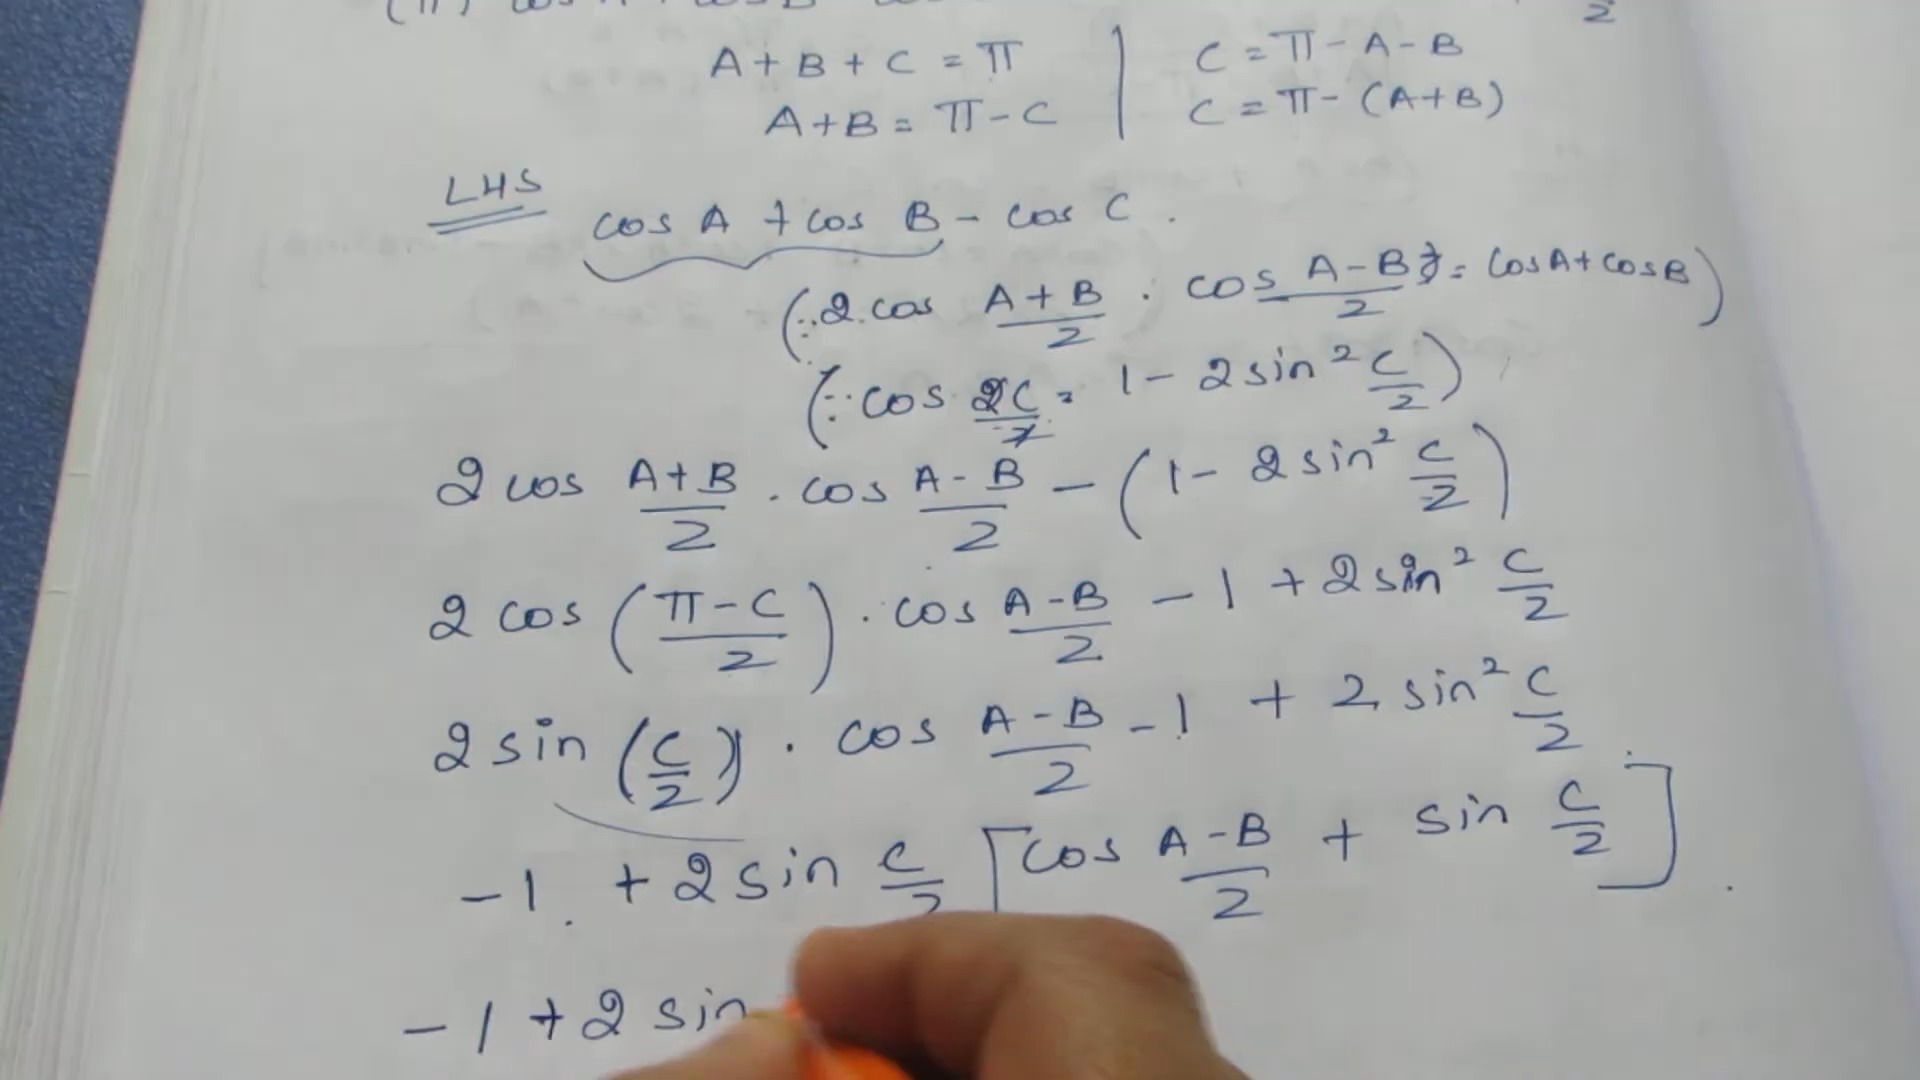 2
A + B + C = π | C = π - A - B
A + B = π - C | C = π - (A + B)
LHS
cos A + cos B - cos C .
(∵ 2 cos (A + B)/2 . cos (A - B)/2 = cos A + cos B)
(∵ cos 2C/2 = 1 - 2 sin² C/2)
2 cos (A + B)/2 . cos (A - B)/2 - (1 - 2 sin² C/2)
2 cos ((π - C)/2) . cos (A - B)/2 - 1 + 2 sin² C/2
2 sin (C/2) . cos (A - B)/2 - 1 + 2 sin² C/2
- 1 + 2 sin C/2 [cos (A - B)/2 + sin C/2] .
- 1 + 2 sin